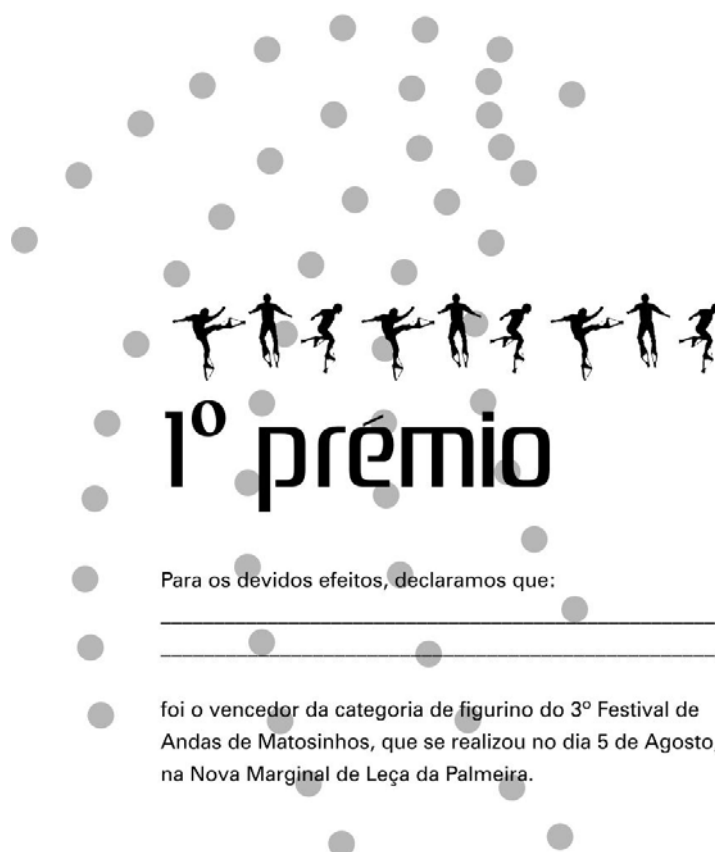 1º prémio
Para os devidos efeitos, declaramos que:
foi o vencedor da categoria de figurino do 3º Festival de
Andas de Matosinhos, que se realizou no dia 5 de Agosto,
na Nova Marginal de Leça da Palmeira.